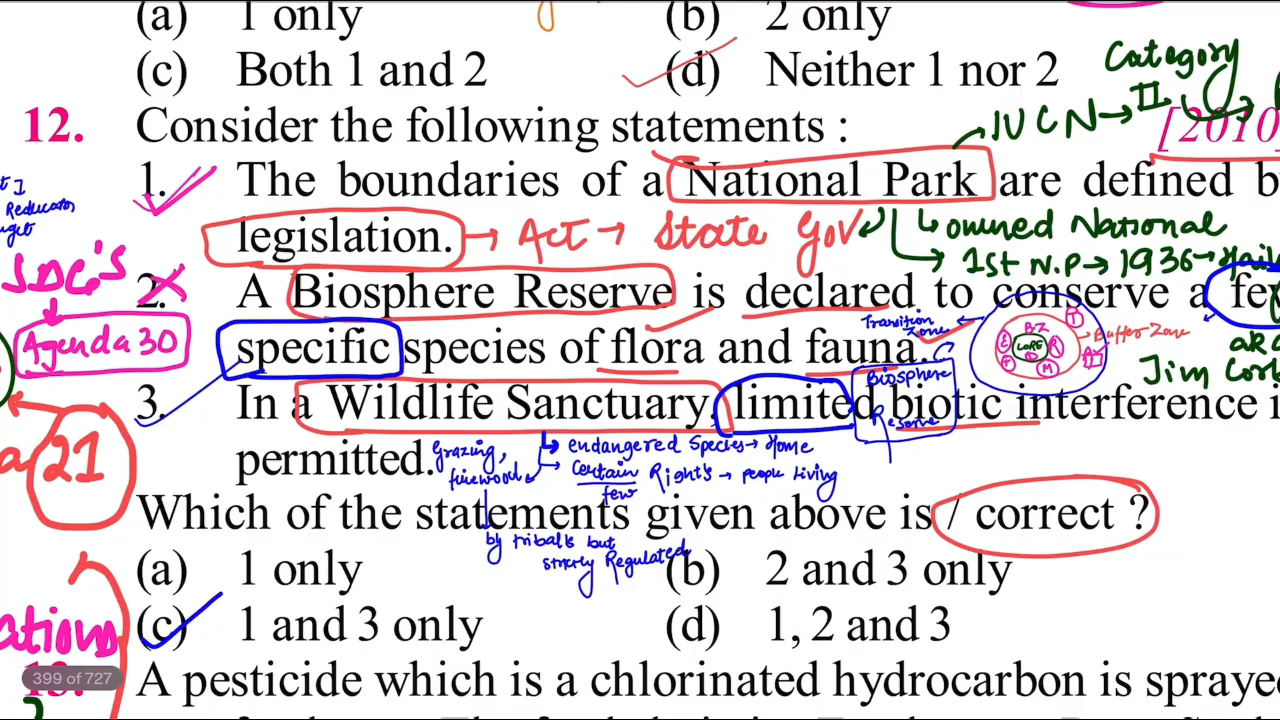 (a) 1 only (b) 2 only
(c) Both 1 and 2 (d) Neither 1 nor 2
Category
12. Consider the following statements :
IUCN → II
[2010]
1. The boundaries of a National Park are defined b
legislation. → Act → State Gov
owned National
1st N.P → 1936 →
SDG's
Agenda 30
2. A Biosphere Reserve is declared to conserve a fe
specific species of flora and fauna.
Transition Zone
B.Z
CORE
Buffer Zone
Jim Corb
Biosphere
Reserve
3. In a Wildlife Sanctuary, limited biotic interference i
permitted.
Grazing,
firewood
endangered Species → Home
Certain Rights → people living
few
by tribals but
strictly Regulated
21
Which of the statements given above is / correct ?
(a) 1 only (b) 2 and 3 only
(c) 1 and 3 only (d) 1, 2 and 3
ations
399 of 727
13. A pesticide which is a chlorinated hydrocarbon is spraye